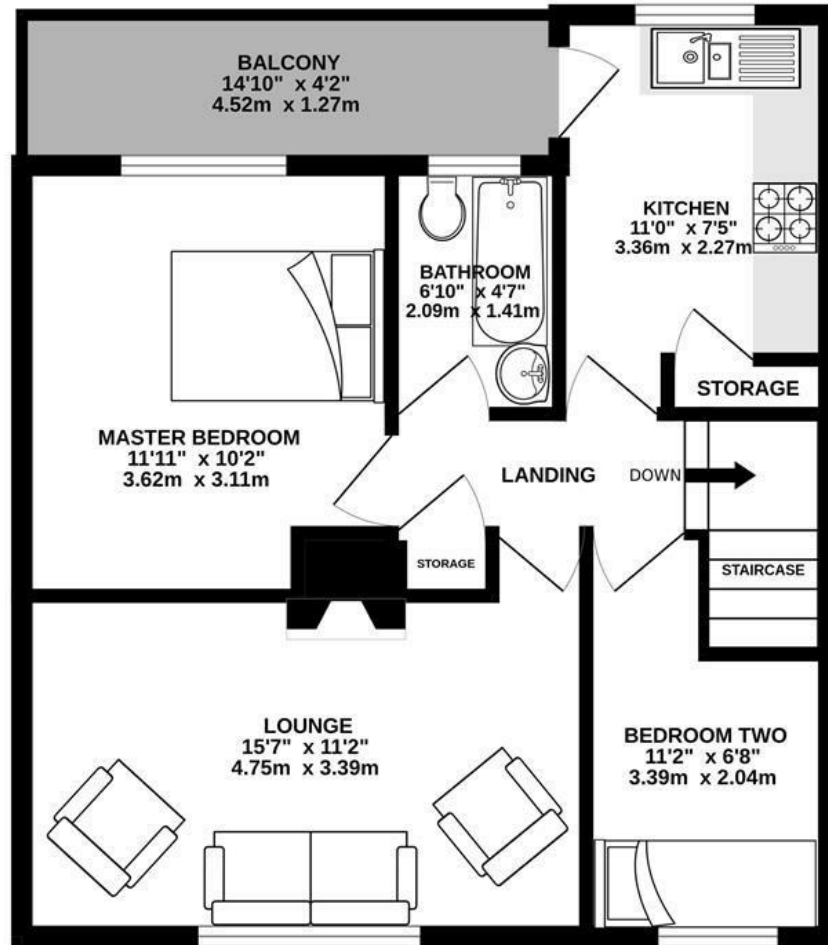 BALCONY
14'10" x 4'2"
4.52m x 1.27m
KITCHEN
11'0" x 7'5"
3.36m x 2.27m
BATHROOM
6'10" x 4'7"
2.09m x 1.41m
STORAGE
MASTER BEDROOM
11'11" x 10'2"
3.62m x 3.11m
LANDING
DOWN
STORAGE
STAIRCASE
LOUNGE
15'7" x 11'2"
4.75m x 3.39m
BEDROOM TWO
11'2" x 6'8"
3.39m x 2.04m